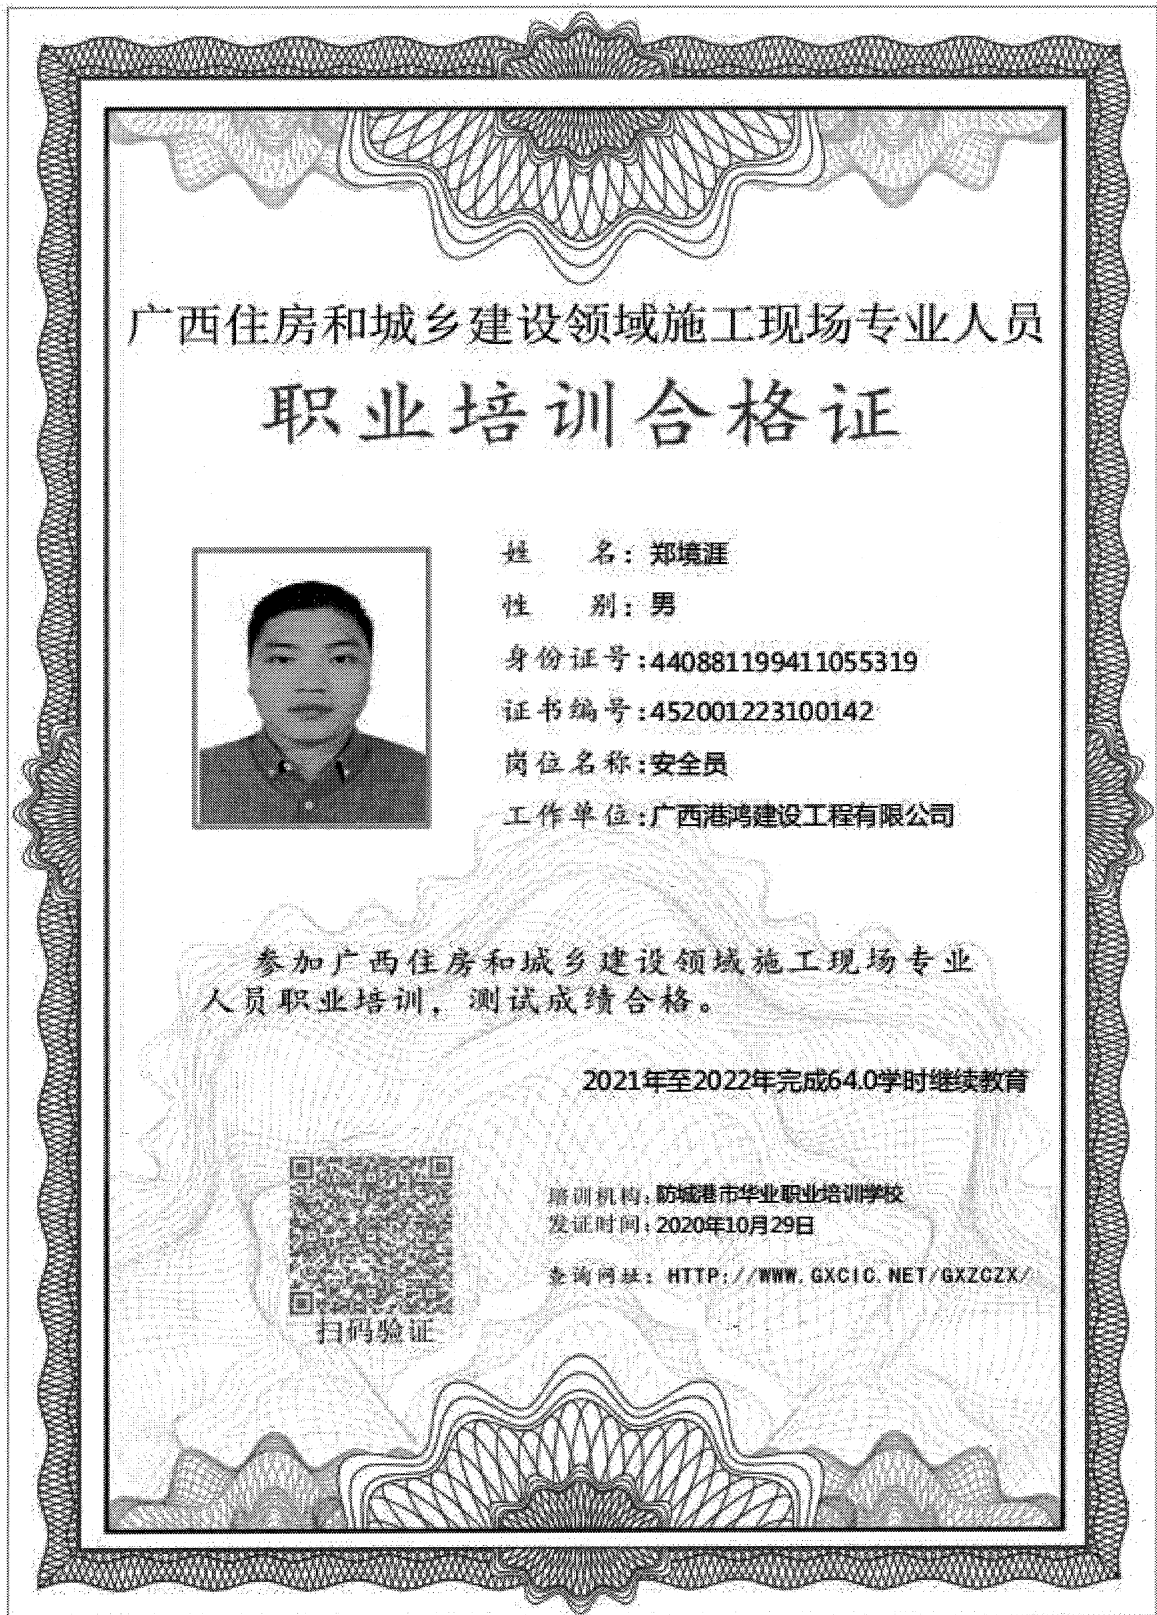 广西住房和城乡建设领域施工现场专业人员
职业培训合格证
姓 名：郑境涯
性 别：男
身份证号:440881199411055319
证书编号:452001223100142
岗位名称:安全员
工作单位:广西港鸿建设工程有限公司
参加广西住房和城乡建设领域施工现场专业
人员职业培训，测试成绩合格。
2021年至2022年完成64.0学时继续教育
培训机构：防城港市华业职业培训学校
发证时间：2020年10月29日
查询网址：HTTP://WWW.GXCIC.NET/GXZCZX/
扫码验证